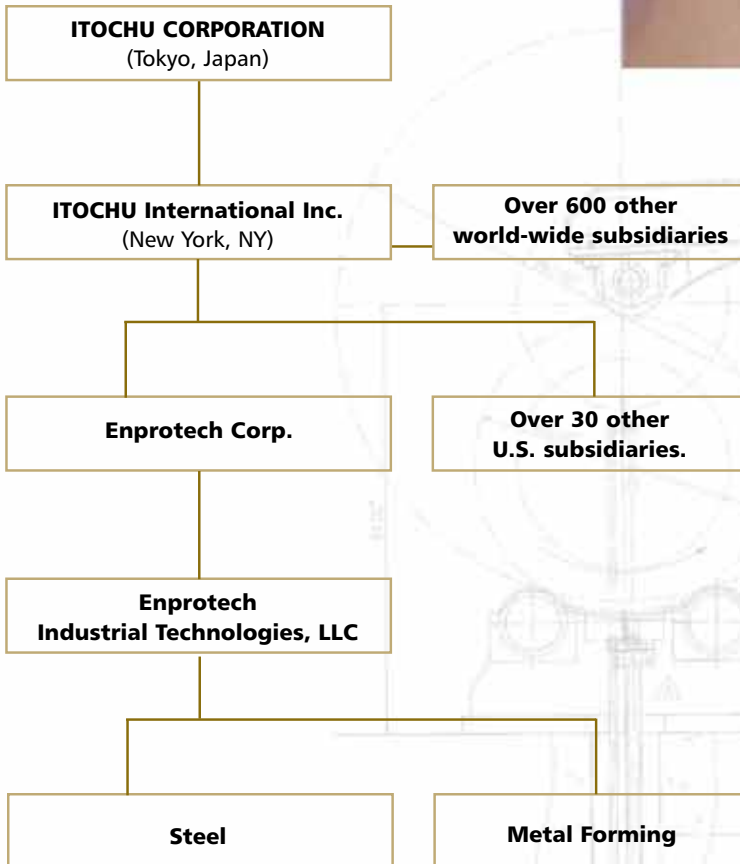 ITOCHU CORPORATION
(Tokyo, Japan)
ITOCHU International Inc.
(New York, NY)
Over 600 other
world-wide subsidiaries
Enprotech Corp.
Over 30 other
U.S. subsidiaries.
Enprotech
Industrial Technologies, LLC
Steel
Metal Forming